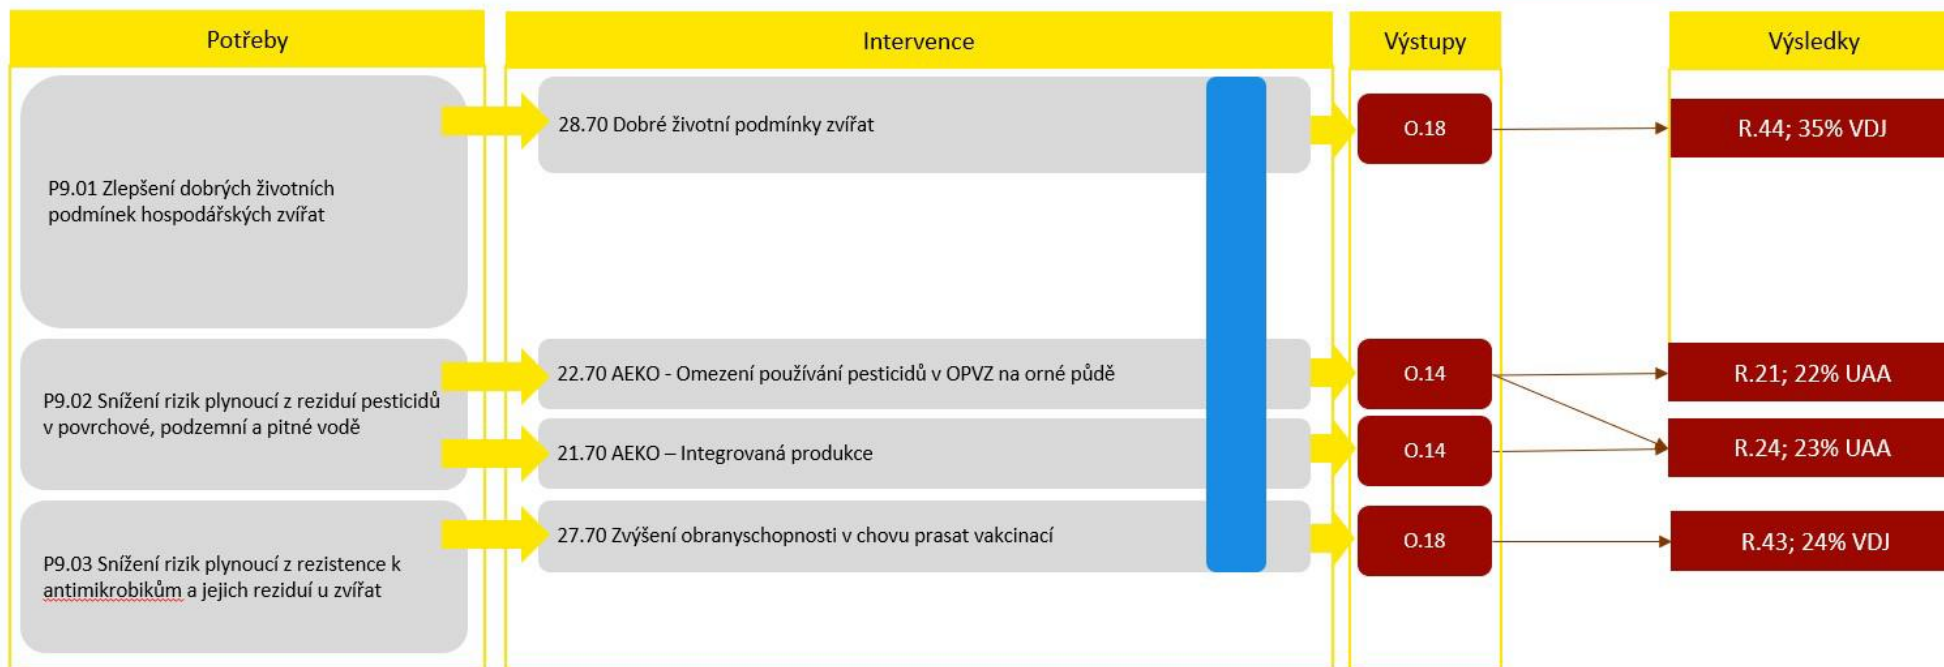 Potřeby
Intervence
Výstupy
Výsledky
P9.01 Zlepšení dobrých životních
podmínek hospodářských zvířat
28.70 Dobré životní podmínky zvířat
O.18
R.44; 35% VDJ
P9.02 Snížení rizik plynoucí z reziduí pesticidů
v povrchové, podzemní a pitné vodě
22.70 AEKO - Omezení používání pesticidů v OPVZ na orné půdě
O.14
R.21; 22% UAA
21.70 AEKO – Integrovaná produkce
O.14
R.24; 23% UAA
P9.03 Snížení rizik plynoucí z rezistence k
antimikrobikům a jejich reziduí u zvířat
27.70 Zvýšení obranyschopnosti v chovu prasat vakcinací
O.18
R.43; 24% VDJ